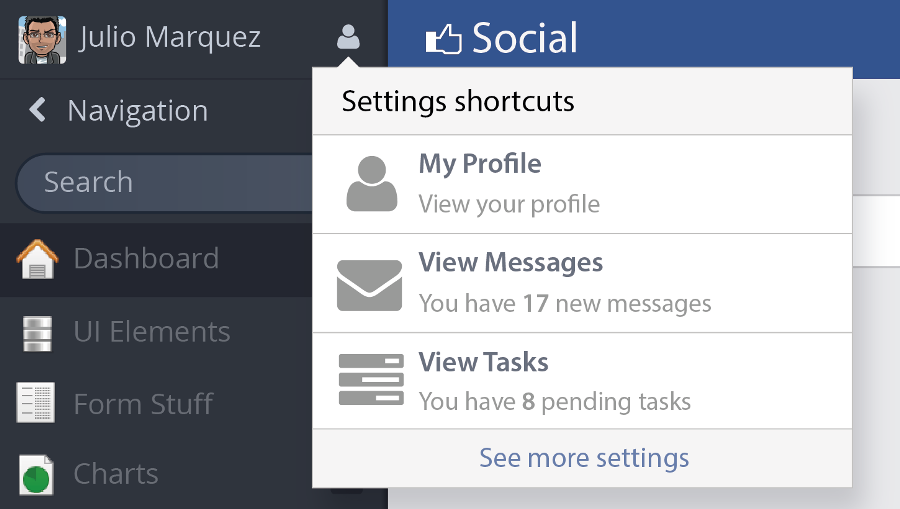 Julio Marquez
Social
Navigation
Search
Dashboard
UI Elements
Form Stuff
Charts
Settings shortcuts
My Profile
View your profile
View Messages
You have 17 new messages
View Tasks
You have 8 pending tasks
See more settings